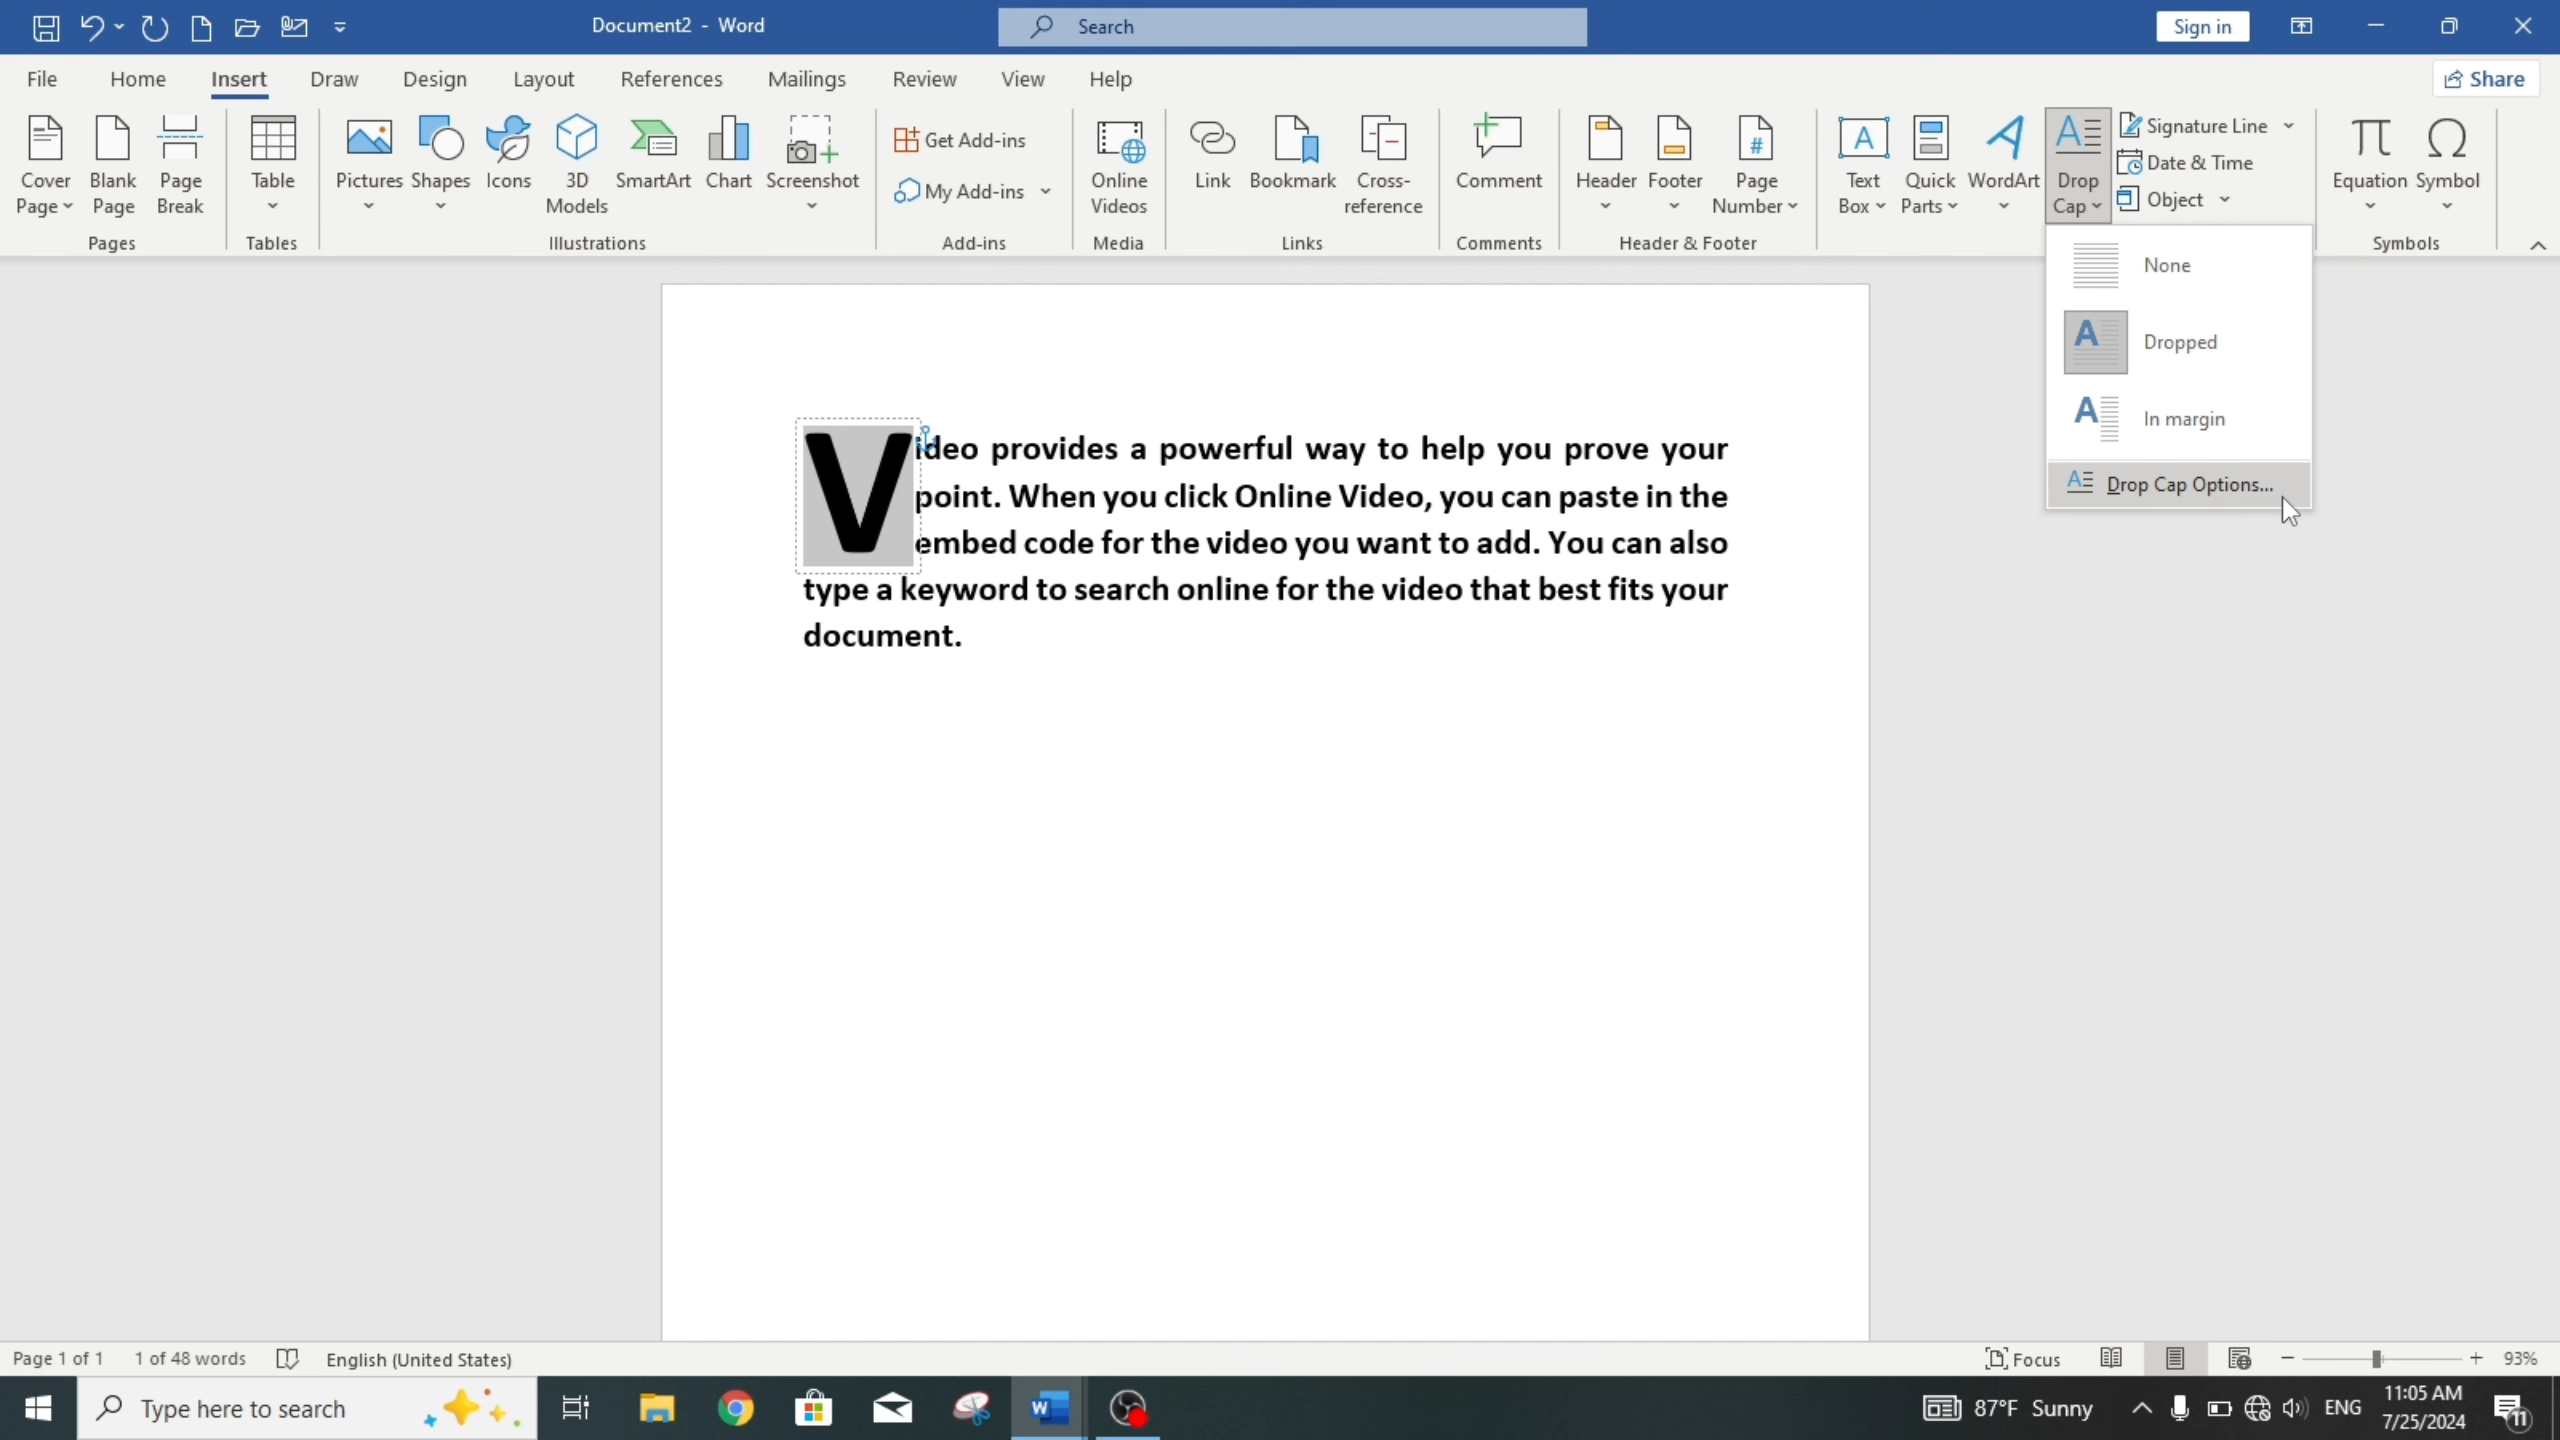 Document2 - Word
Search
Sign in
File Home Insert Draw Design Layout References Mailings Review View Help
Share
Cover Page
Blank Page
Page Break
Pages
Table
Tables
Pictures
Shapes
Icons
3D Models
SmartArt
Chart
Screenshot
Illustrations
Get Add-ins
My Add-ins
Add-ins
Online Videos
Media
Link
Bookmark
Cross-reference
Links
Comment
Comments
Header
Footer
Page Number
Header & Footer
Text Box
Quick Parts
WordArt
Drop Cap
Signature Line
Date & Time
Object
Equation
Symbol
Symbols
None
Dropped
In margin
Drop Cap Options...
Video provides a powerful way to help you prove your
point. When you click Online Video, you can paste in the
embed code for the video you want to add. You can also
type a keyword to search online for the video that best fits your
document.
Page 1 of 1 1 of 48 words English (United States)
Focus
93%
Type here to search
87°F Sunny
ENG
11:05 AM
7/25/2024
11